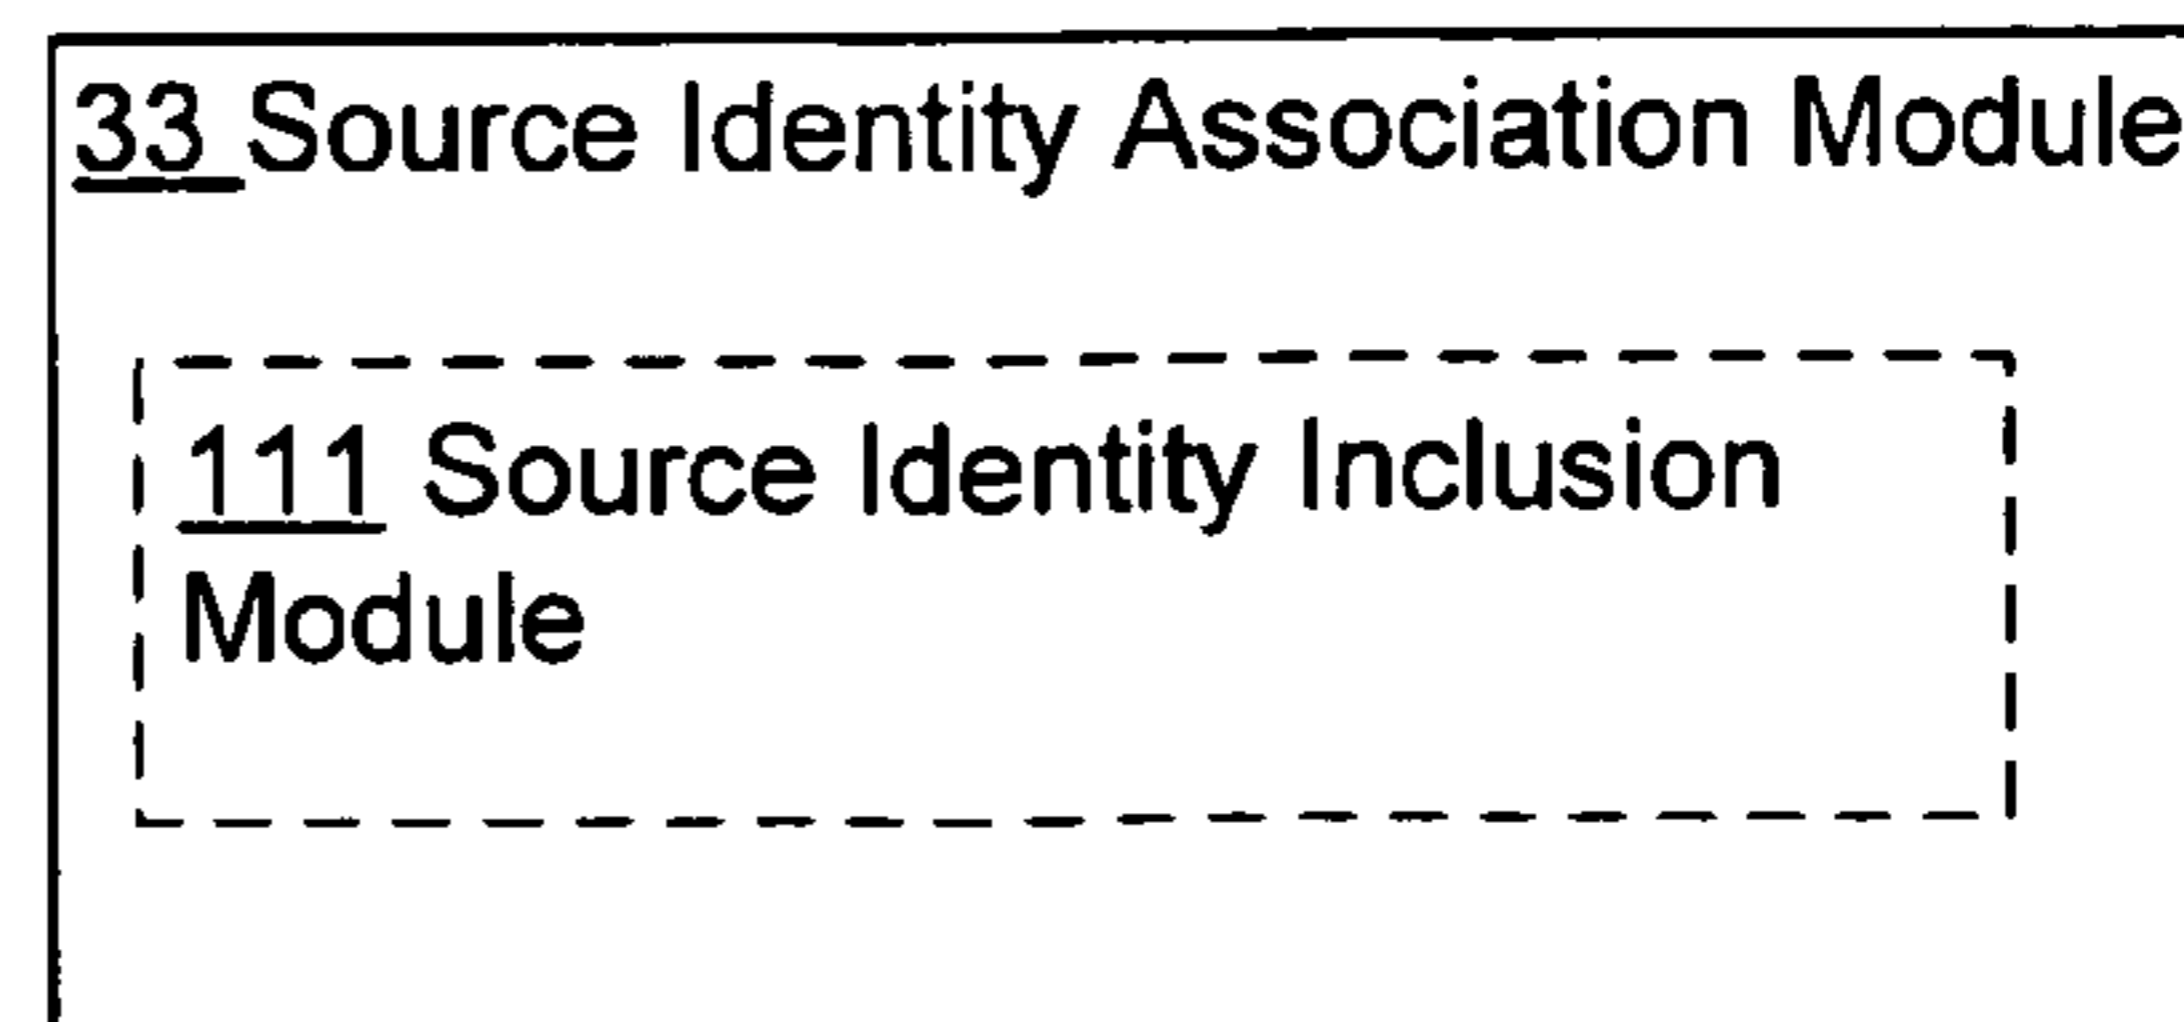 33 Source Identity Association Module
111 Source Identity Inclusion
Module